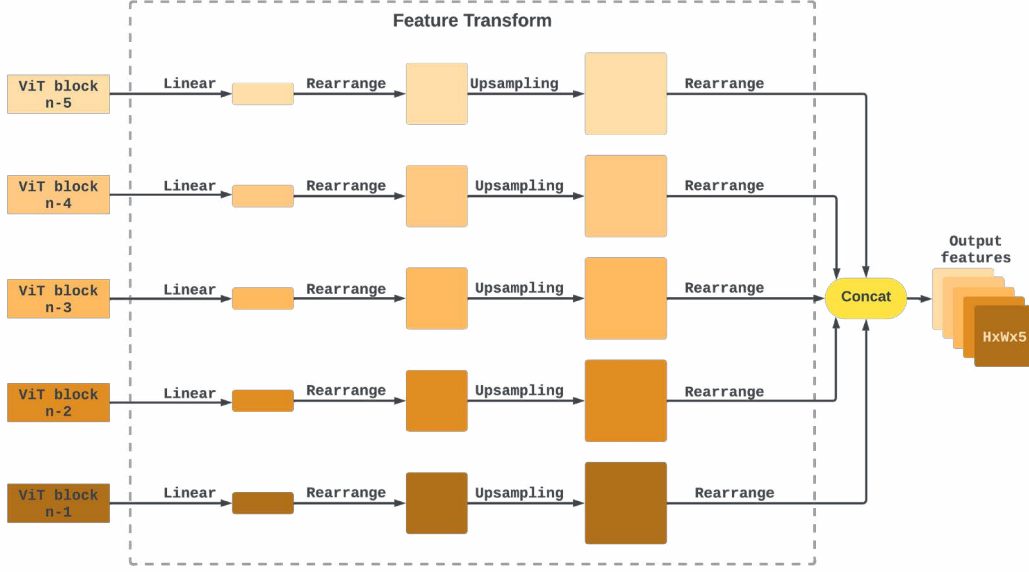 Feature Transform
ViT block
n-5
Linear
Rearrange
Upsampling
Rearrange
ViT block
n-4
Linear
Rearrange
Upsampling
Rearrange
Output
features
ViT block
n-3
Linear
Rearrange
Upsampling
Rearrange
Concat
HxWx5
ViT block
n-2
Linear
Rearrange
Upsampling
Rearrange
ViT block
n-1
Linear
Rearrange
Upsampling
Rearrange